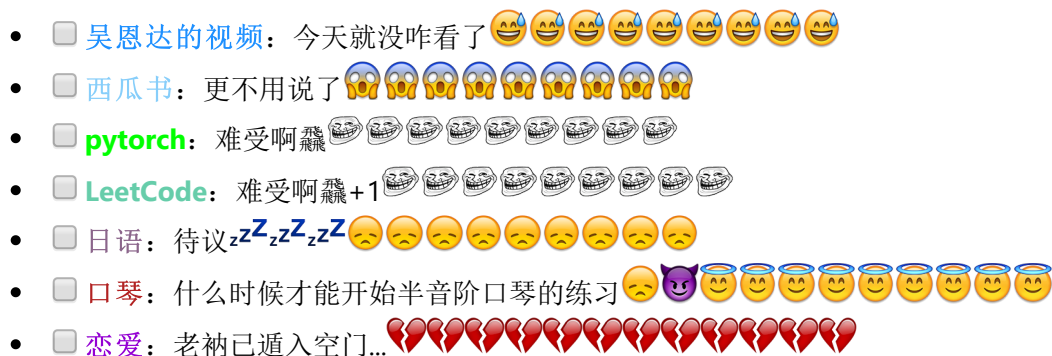 吴恩达的视频：今天就没咋看了😅😅😅😅😅😅😅😅😅
西瓜书：更不用说了😱😱😱😱😱😱😱😱😱
pytorch：难受啊飝
LeetCode：难受啊飝+1
日语：待议zzZzzZzzZ😞😞😞😞😞😞😞😞😞
口琴：什么时候才能开始半音阶口琴的练习😞😈😇😇😇😇😇😇😇😇😇
恋爱：老衲已遁入空门...💔💔💔💔💔💔💔💔💔💔💔💔